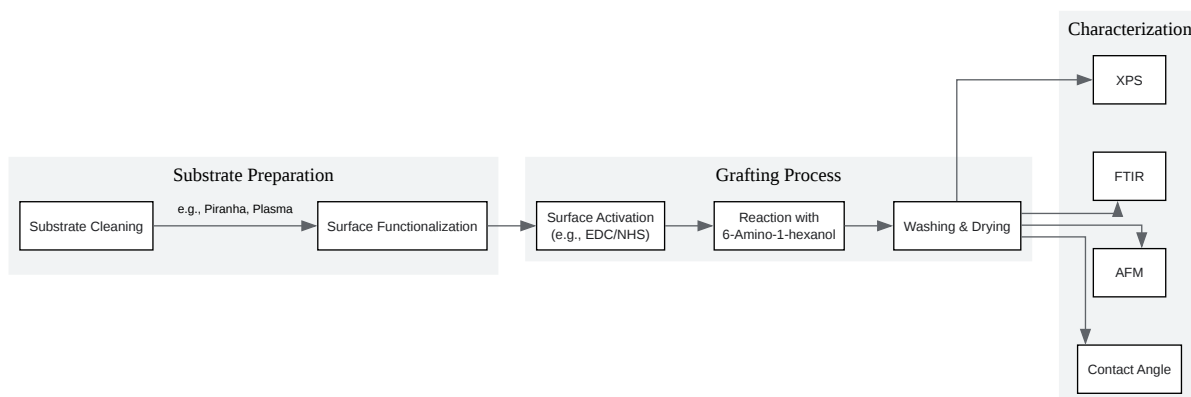 Characterization
XPS
Substrate Preparation
Grafting Process
FTIR
e.g., Piranha, Plasma
Substrate Cleaning
Surface Functionalization
Surface Activation
(e.g., EDC/NHS)
Reaction with
6-Amino-1-hexanol
Washing & Drying
AFM
Contact Angle